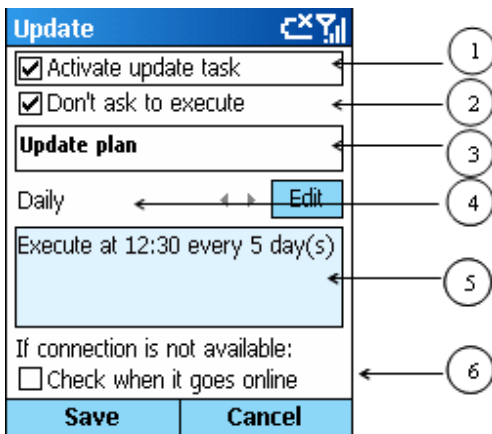 Update
Activate update task
Don't ask to execute
Update plan
Daily
Edit
Execute at 12:30 every 5 day(s)
If connection is not available:
Check when it goes online
Save
Cancel
1
2
3
4
5
6